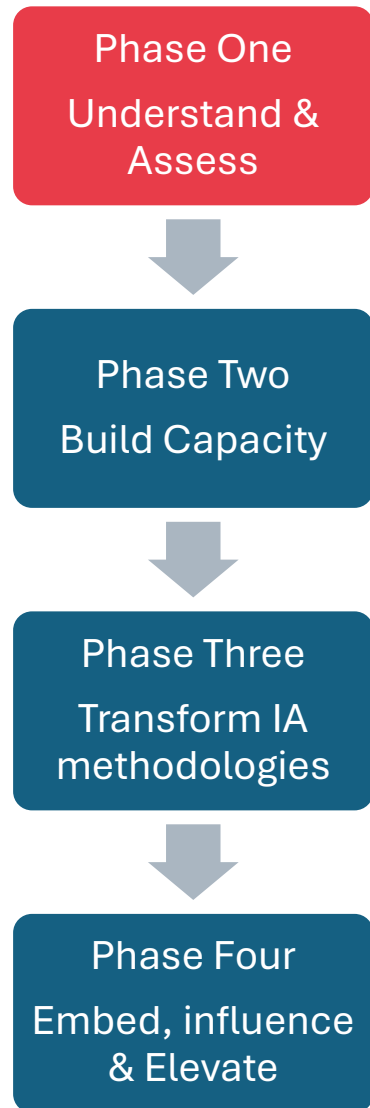 Phase One
Understand &
Assess
Phase Two
Build Capacity
Phase Three
Transform IA
methodologies
Phase Four
Embed, influence
& Elevate